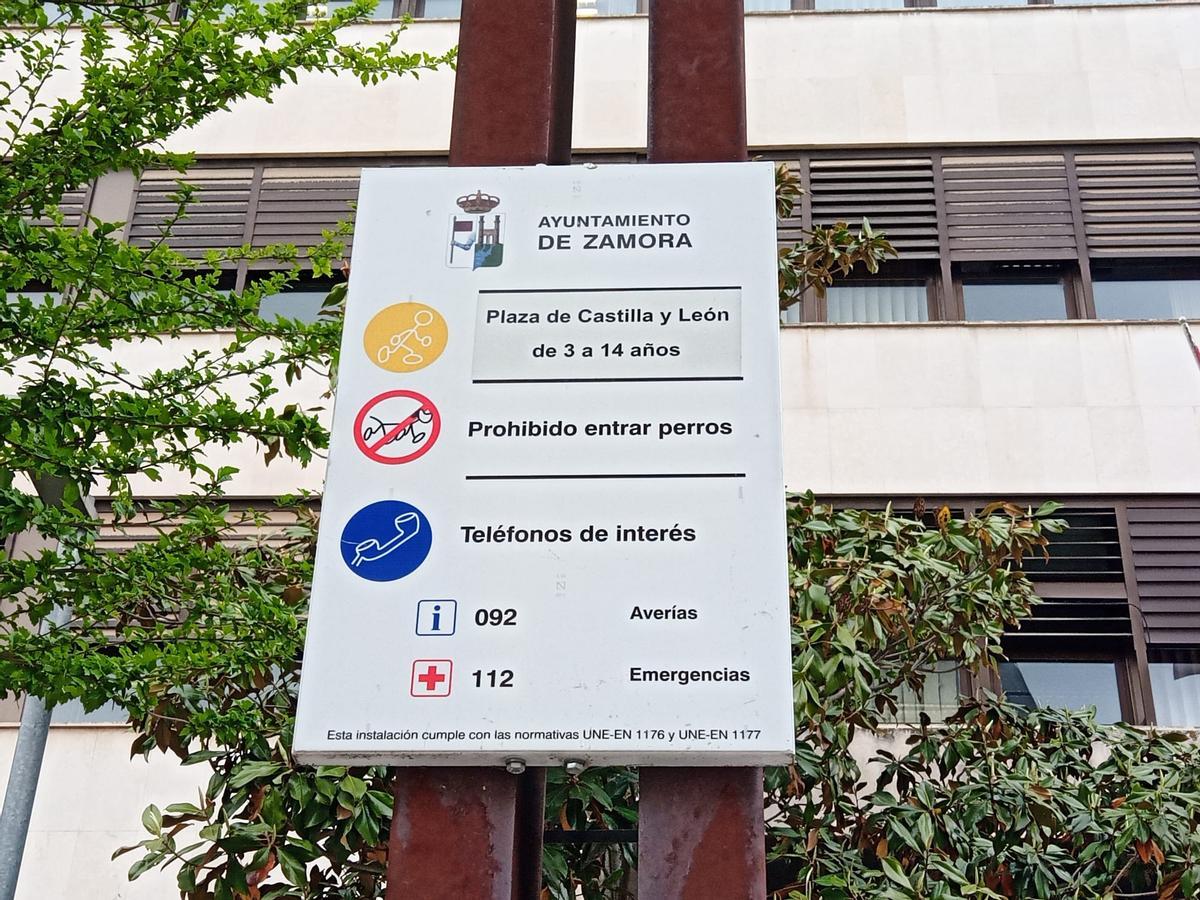 AYUNTAMIENTO
DE ZAMORA
Plaza de Castilla y León
de 3 a 14 años
Prohibido entrar perros
Teléfonos de interés
i 092 Averías
112 Emergencias
Esta instalación cumple con las normativas UNE-EN 1176 y UNE-EN 1177